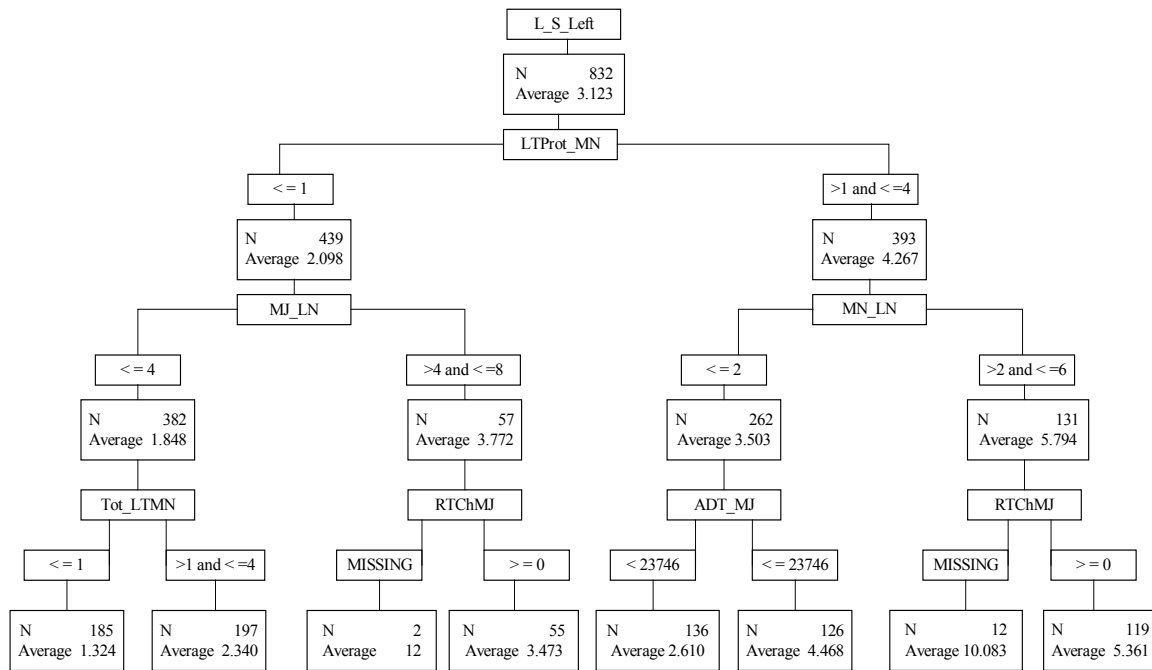 L_S_Left
N 832
Average 3.123
LTProt_MN
< = 1
>1 and < =4
N 439
Average 2.098
N 393
Average 4.267
MJ_LN
MN_LN
< = 4
>4 and < =8
< = 2
>2 and < =6
N 382
Average 1.848
N 57
Average 3.772
N 262
Average 3.503
N 131
Average 5.794
Tot_LTMN
RTChMJ
ADT_MJ
RTChMJ
< = 1
>1 and < =4
MISSING
> = 0
< 23746
< = 23746
MISSING
> = 0
N 185
Average 1.324
N 197
Average 2.340
N 2
Average 12
N 55
Average 3.473
N 136
Average 2.610
N 126
Average 4.468
N 12
Average 10.083
N 119
Average 5.361